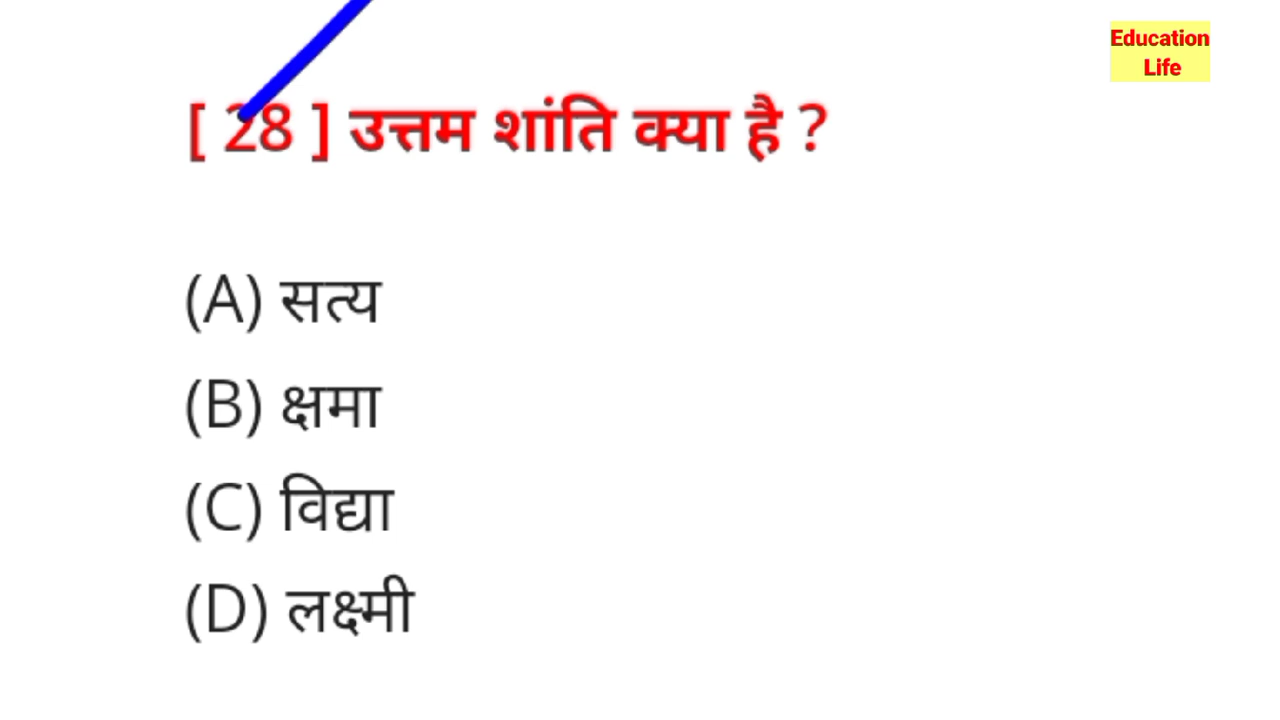 Education
Life
[ 28 ] उत्तम शांति क्या है ?
(A) सत्य
(B) क्षमा
(C) विद्या
(D) लक्ष्मी